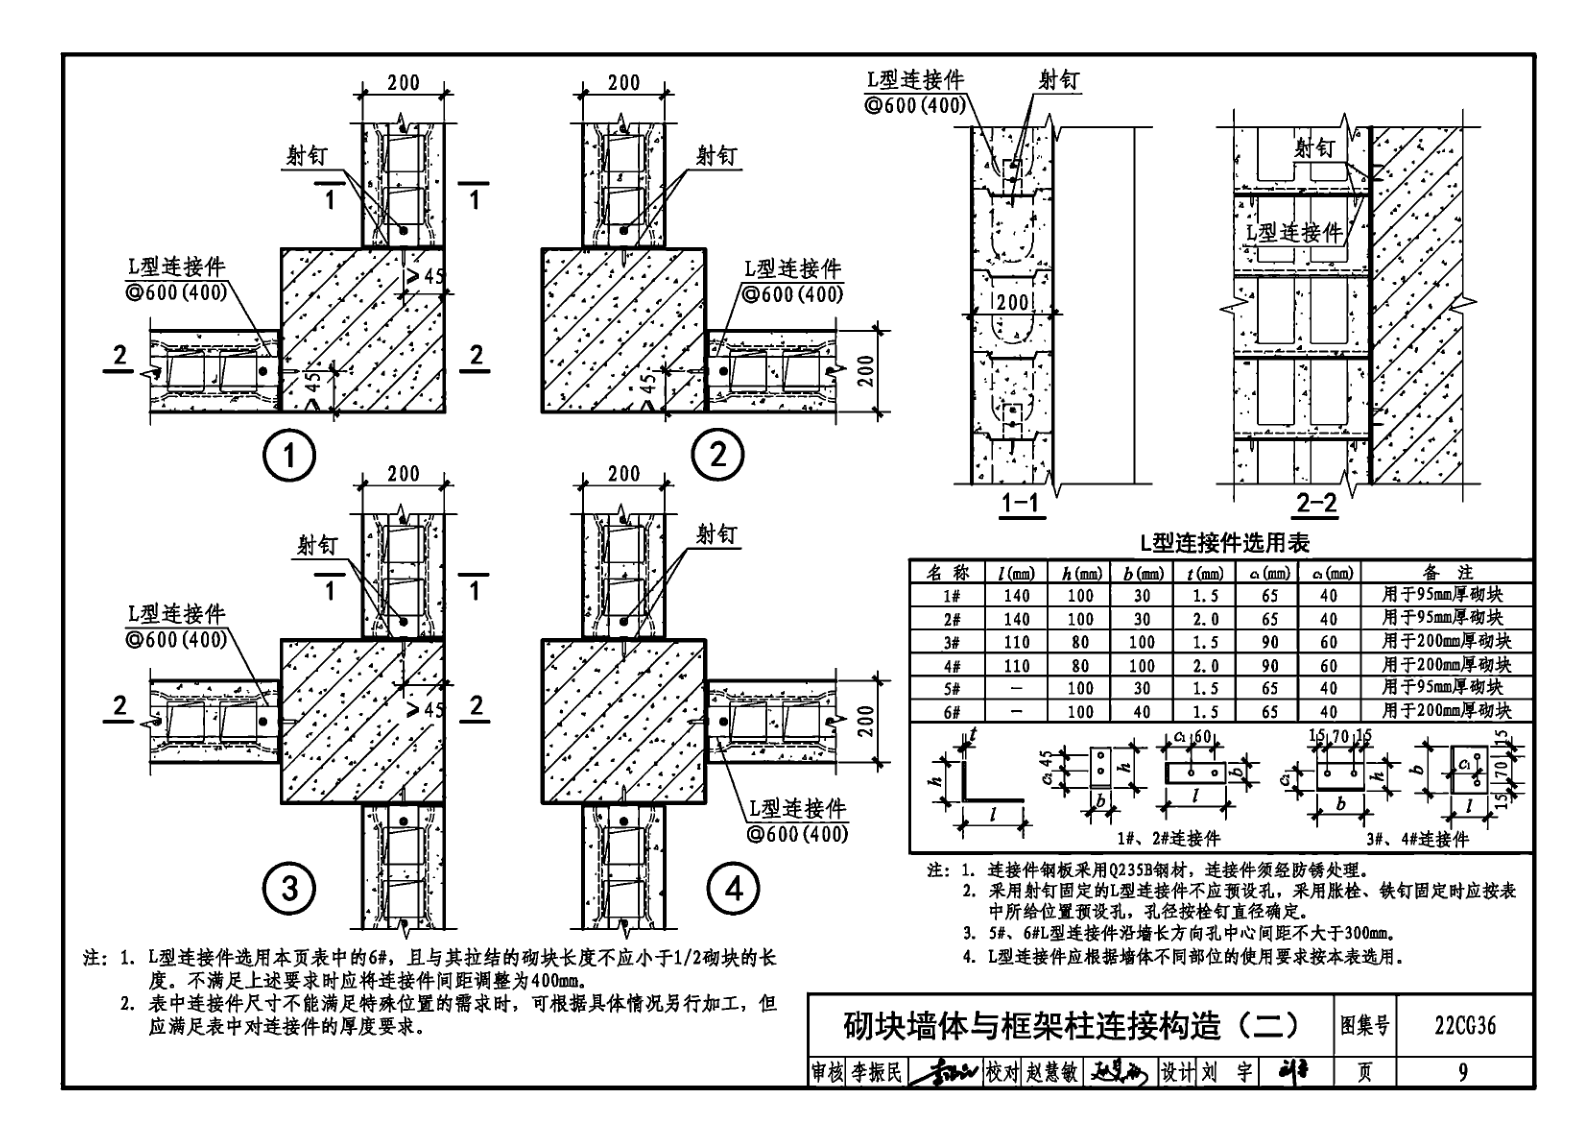 200
射钉
1 1
L型连接件
@600(400)
≥45
2 2
≥45
①
200
射钉
L型连接件
@600(400)
≥45
200
②
200
射钉
1 1
L型连接件
@600(400)
≥45
2 2
③
200
射钉
200
L型连接件
@600(400)
④
L型连接件
@600(400)
射钉
200
1-1
射钉
L型连接件
2-2
L型连接件选用表
名 称 l(mm) h(mm) b(mm) t(mm) c₁(mm) c₁(mm) 备 注
1# 140 100 30 1.5 65 40 用于95mm厚砌块
2# 140 100 30 2.0 65 40 用于95mm厚砌块
3# 110 80 100 1.5 90 60 用于200mm厚砌块
4# 110 80 100 2.0 90 60 用于200mm厚砌块
5# — 100 30 1.5 65 40 用于95mm厚砌块
6# — 100 40 1.5 65 40 用于200mm厚砌块
t
h
l
45
h
b
60
b
l
1#、2#连接件
15 70 15
h
b
b
15
70
15
l
3#、4#连接件
注：1. 连接件钢板采用Q235B钢材，连接件须经防锈处理。
2. 采用射钉固定的L型连接件不应预设孔，采用胀栓、铁钉固定时应按表
中所给位置预设孔，孔径按栓钉直径确定。
3. 5#、6#L型连接件沿墙长方向孔中心间距不大于300mm。
4. L型连接件应根据墙体不同部位的使用要求按本表选用。
注：1. L型连接件选用本页表中的6#，且与其拉结的砌块长度不应小于1/2砌块的长
度。不满足上述要求时应将连接件间距调整为400mm。
2. 表中连接件尺寸不能满足特殊位置的需求时，可根据具体情况另行加工，但
应满足表中对连接件的厚度要求。
砌块墙体与框架柱连接构造（二） 图集号 22CG36
审核 李振民 校对 赵慧敏 设计 刘 宇 页 9